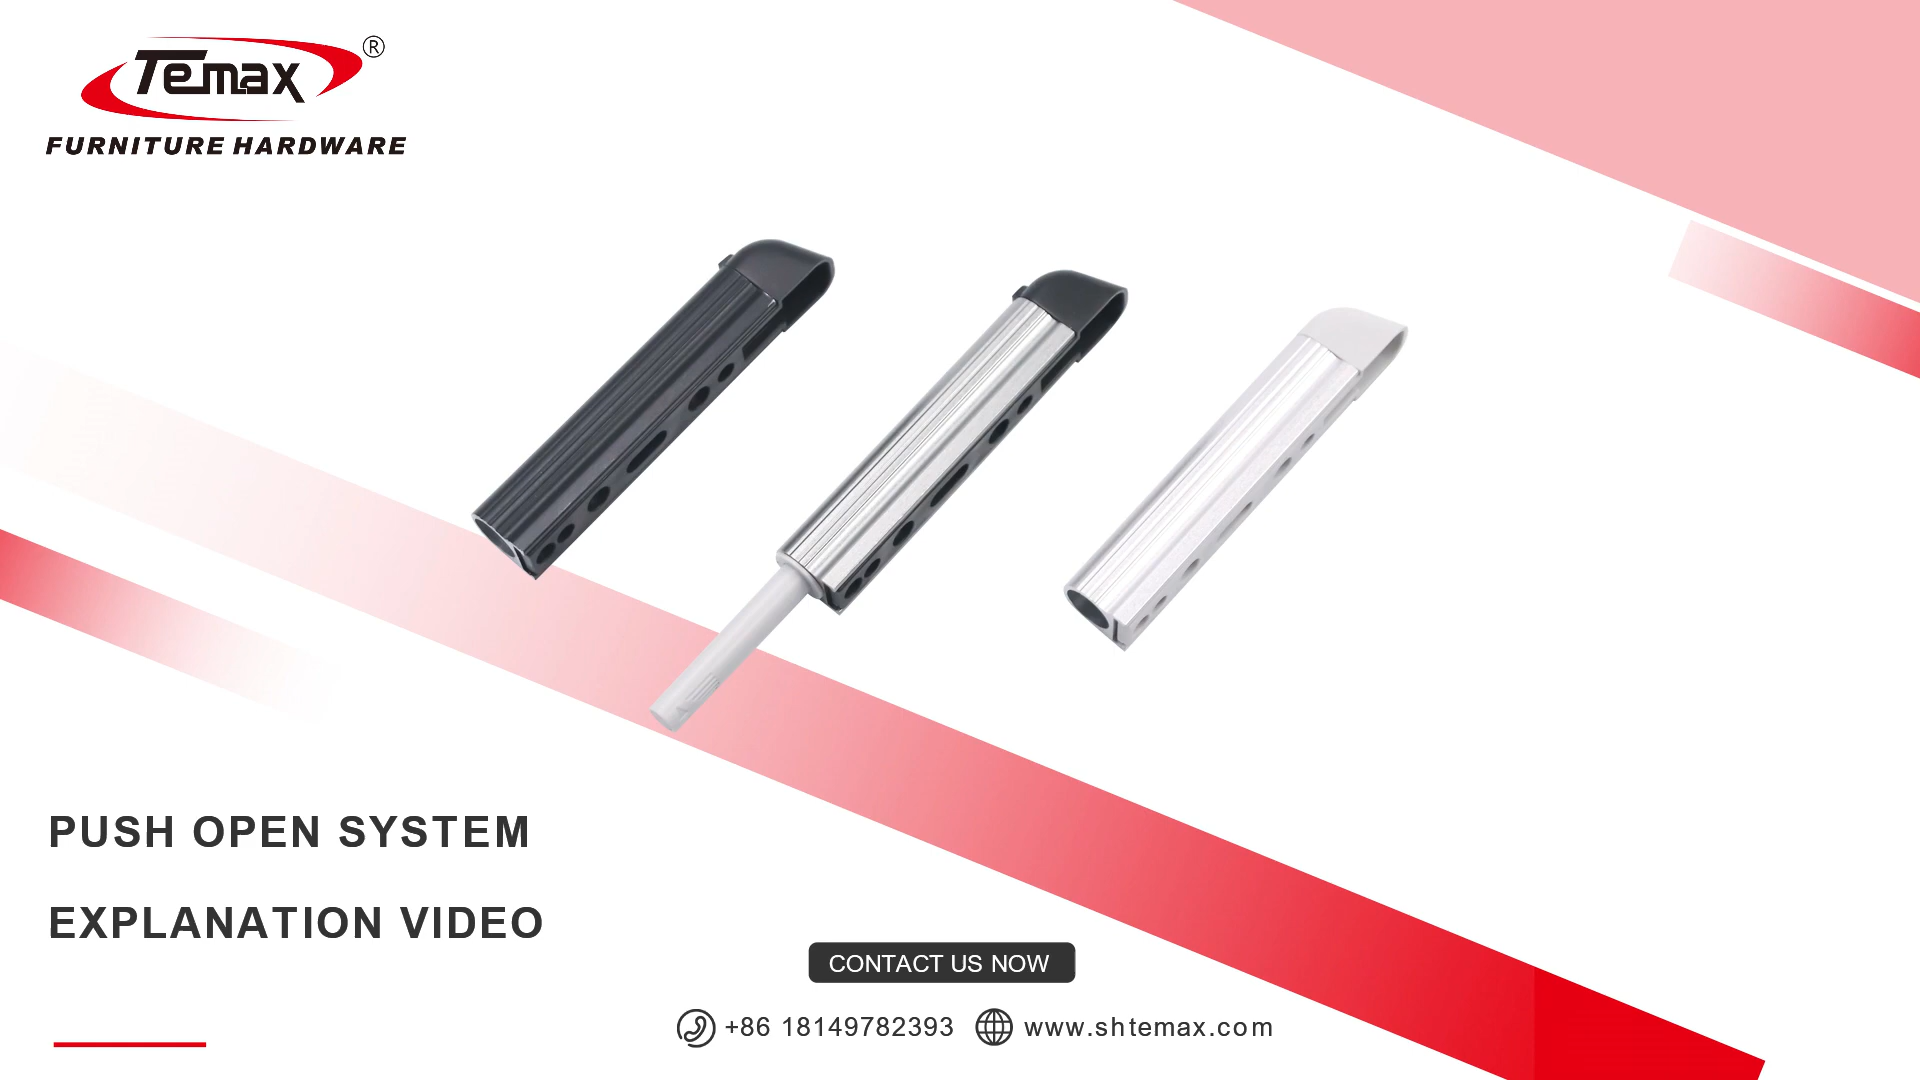 Temax®
FURNITURE HARDWARE
PUSH OPEN SYSTEM
EXPLANATION VIDEO
CONTACT US NOW
+86 18149782393 www.shtemax.com